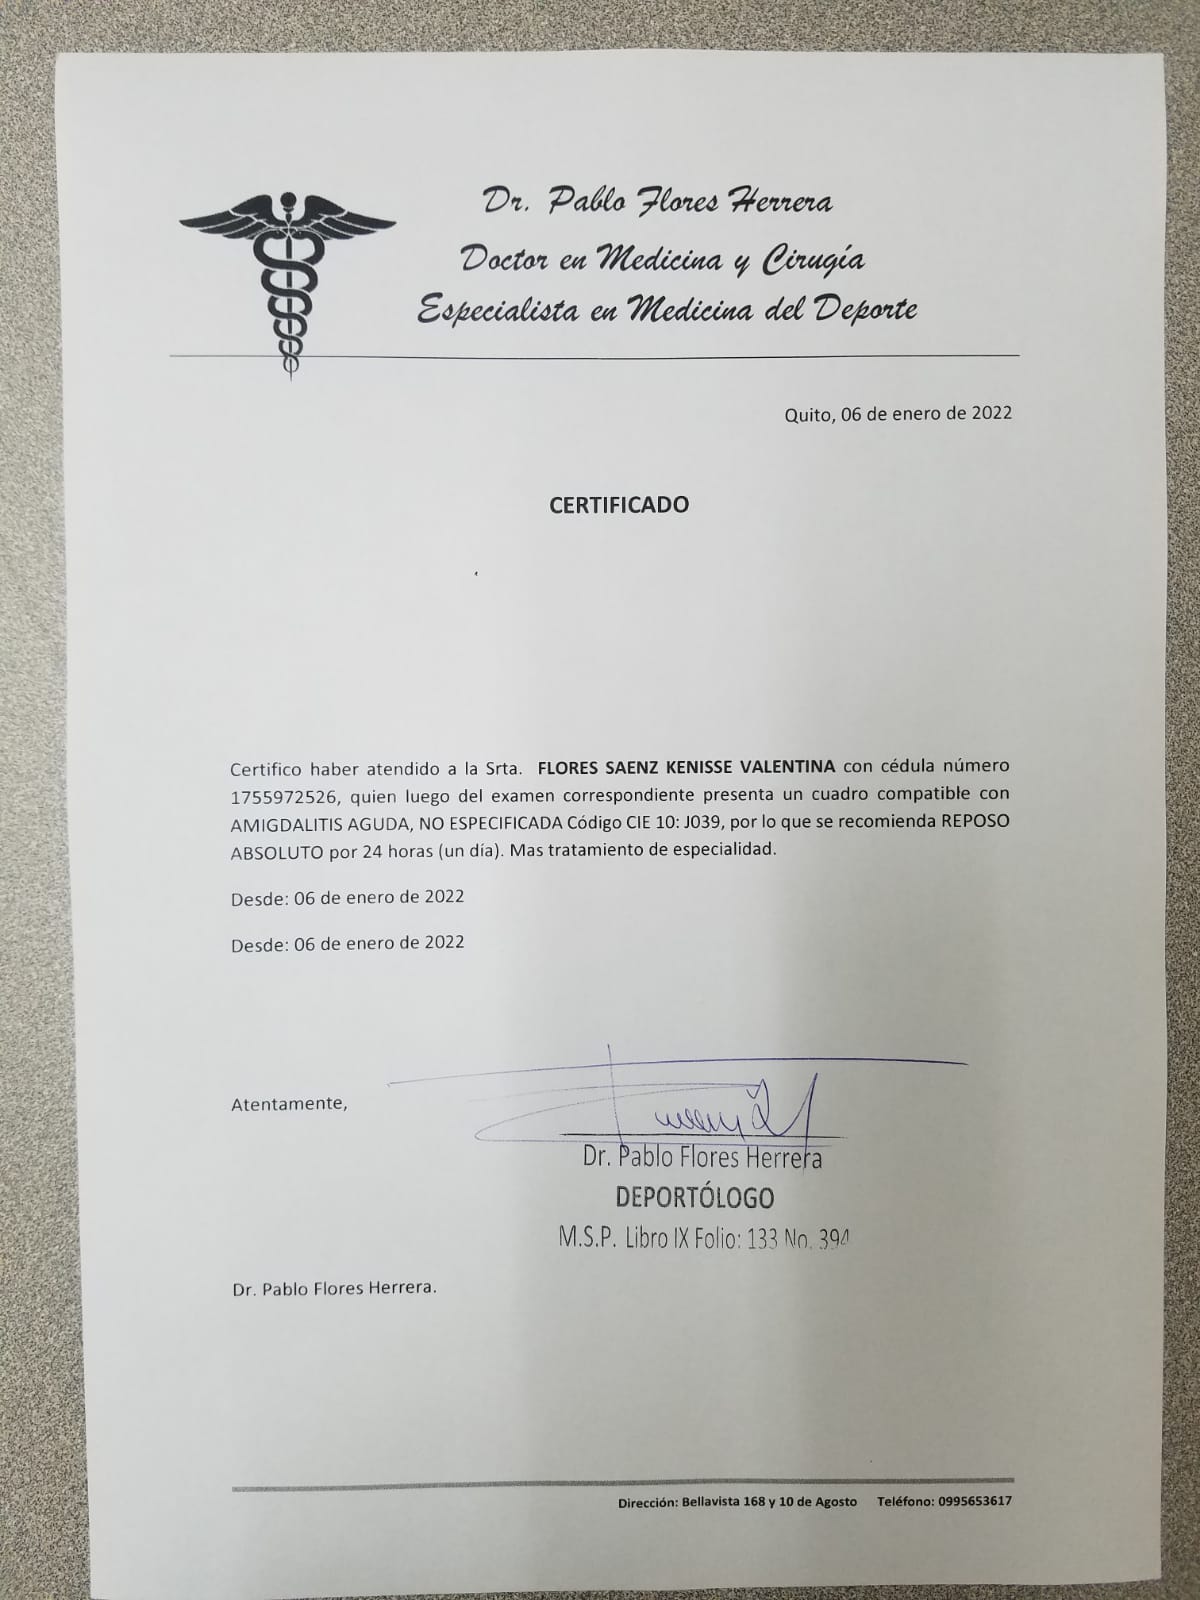 Dr. Pablo Flores Herrera
Doctor en Medicina y Cirugía
Especialista en Medicina del Deporte
Quito, 06 de enero de 2022
CERTIFICADO
Certifico haber atendido a la Srta. FLORES SAENZ KENISSE VALENTINA con cédula número
1755972526, quien luego del examen correspondiente presenta un cuadro compatible con
AMIGDALITIS AGUDA, NO ESPECIFICADA Código CIE 10: J039, por lo que se recomienda REPOSO
ABSOLUTO por 24 horas (un día). Mas tratamiento de especialidad.
Desde: 06 de enero de 2022
Desde: 06 de enero de 2022
Atentamente,
Dr. Pablo Flores Herrera
DEPORTÓLOGO
M.S.P. Libro IX Folio: 133 No. 394
Dr. Pablo Flores Herrera.
Dirección: Bellavista 168 y 10 de Agosto Teléfono: 0995653617